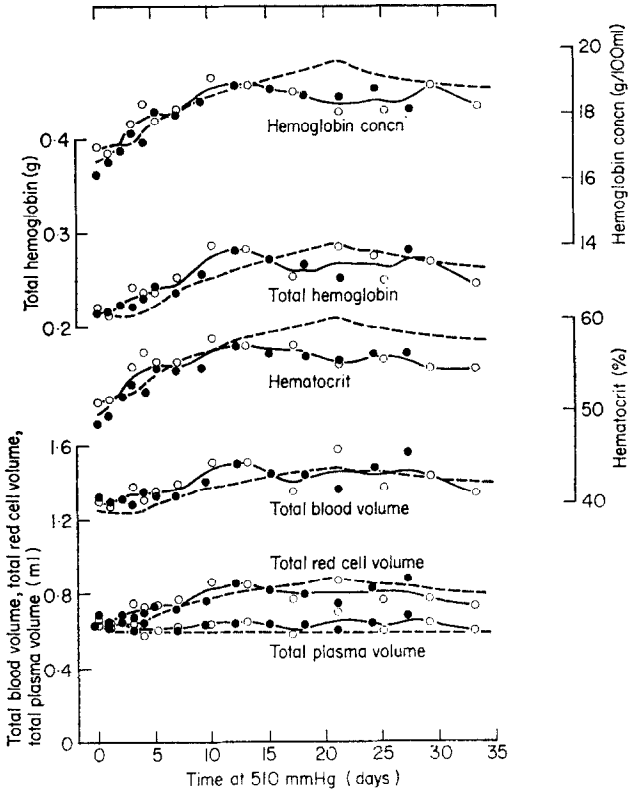 20
18
16
14
Hemoglobin concn (g/100ml)
Hemoglobin concn
0·4
0·3
0·2
Total hemoglobin (g)
Total hemoglobin
60
50
40
Hematocrit (%)
Hematocrit
1·6
1·2
0·8
0·4
0
Total blood volume, total red cell volume,
total plasma volume (ml)
Total blood volume
Total red cell volume
Total plasma volume
0 5 10 15 20 25 30 35
Time at 510 mmHg (days)